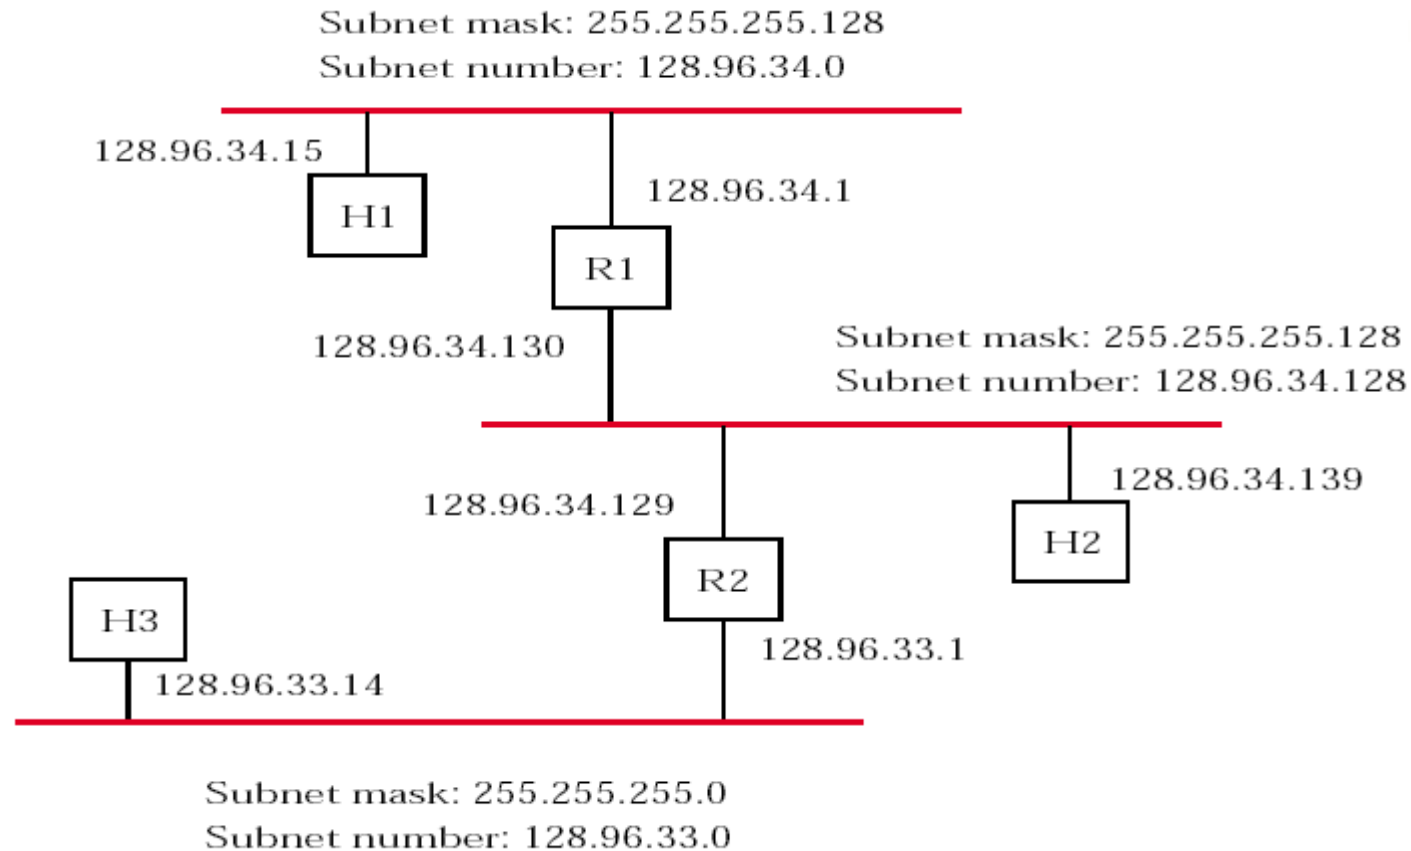 Subnet mask: 255.255.255.128
Subnet number: 128.96.34.0
128.96.34.15
H1
128.96.34.1
R1
128.96.34.130
Subnet mask: 255.255.255.128
Subnet number: 128.96.34.128
128.96.34.129
128.96.34.139
H2
R2
H3
128.96.33.1
128.96.33.14
Subnet mask: 255.255.255.0
Subnet number: 128.96.33.0